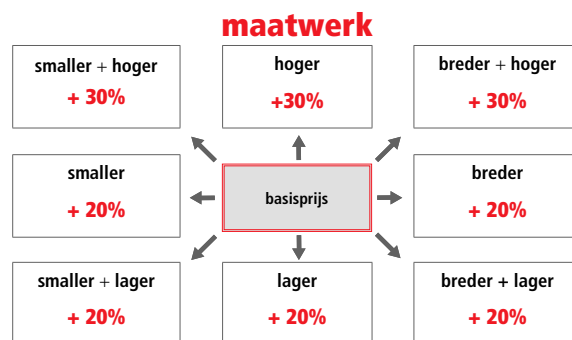 maatwerk
smaller + hoger
+ 30%
hoger
+30%
breder + hoger
+ 30%
smaller
+ 20%
basisprijs
breder
+ 20%
smaller + lager
+ 20%
lager
+ 20%
breder + lager
+ 20%